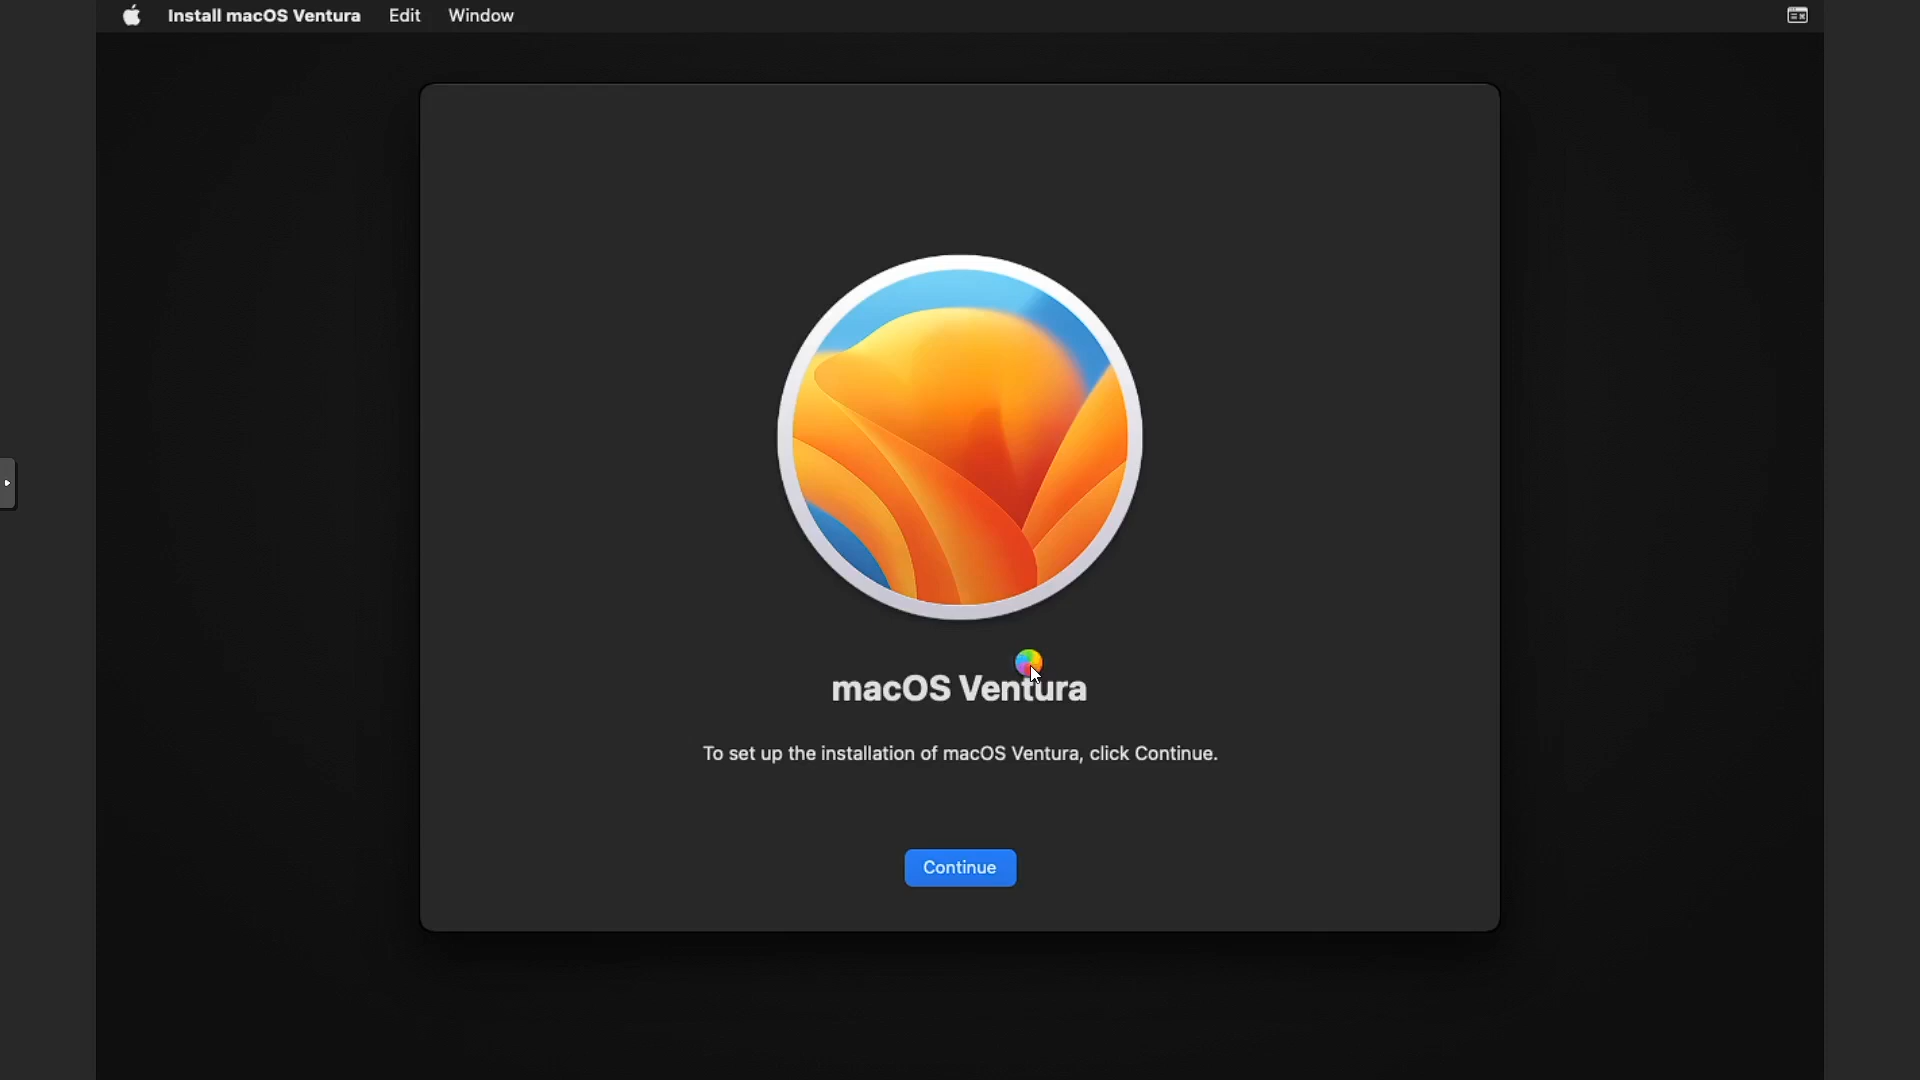 Install macOS Ventura Edit Window
macOS Ventura
To set up the installation of macOS Ventura, click Continue.
Continue